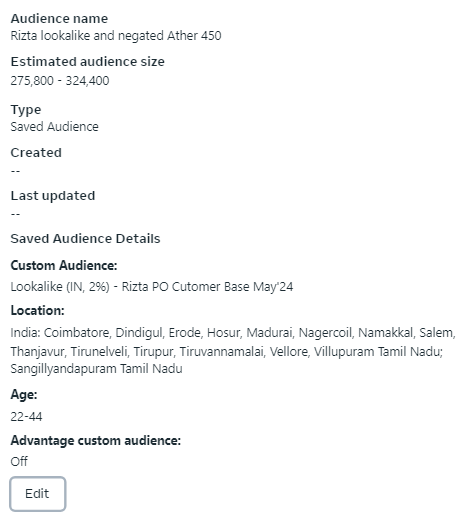 Audience name
Rizta lookalike and negated Ather 450
Estimated audience size
275,800 - 324,400
Type
Saved Audience
Created
--
Last updated
--
Saved Audience Details
Custom Audience:
Lookalike (IN, 2%) - Rizta PO Cutomer Base May'24
Location:
India: Coimbatore, Dindigul, Erode, Hosur, Madurai, Nagercoil, Namakkal, Salem,
Thanjavur, Tirunelveli, Tirupur, Tiruvannamalai, Vellore, Villupuram Tamil Nadu;
Sangillyandapuram Tamil Nadu
Age:
22-44
Advantage custom audience:
Off
Edit